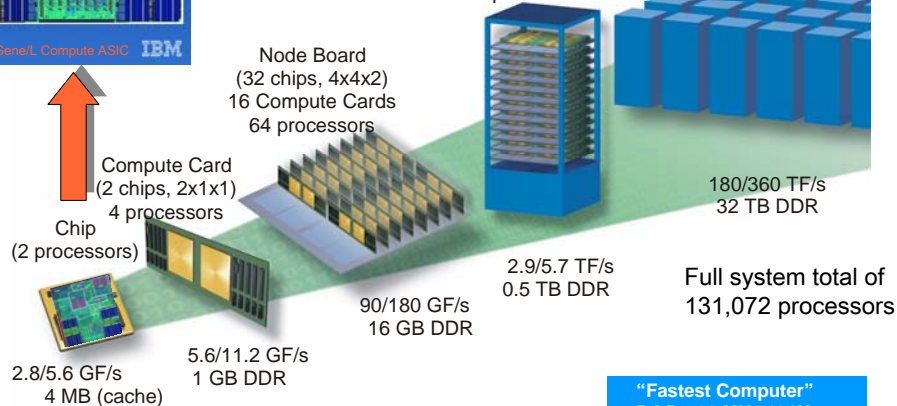 Gene/L Compute ASIC IBM
Node Board
(32 chips, 4x4x2)
16 Compute Cards
64 processors
Compute Card
(2 chips, 2x1x1)
4 processors
Chip
(2 processors)
180/360 TF/s
32 TB DDR
2.9/5.7 TF/s
0.5 TB DDR
Full system total of
131,072 processors
90/180 GF/s
16 GB DDR
5.6/11.2 GF/s
1 GB DDR
2.8/5.6 GF/s
4 MB (cache)
“Fastest Computer”